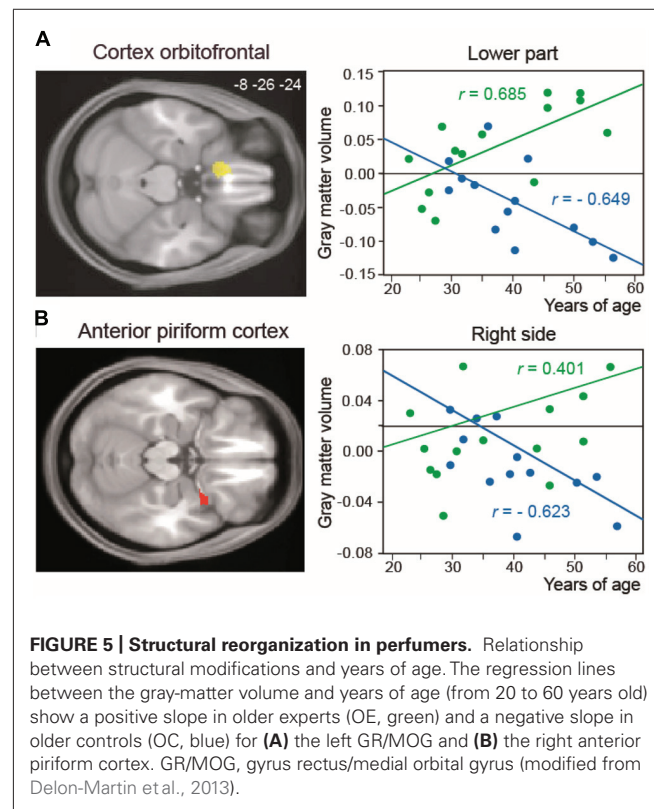 A
Cortex orbitofrontal
-8 -26 -24
Lower part
0.15
0.10
0.05
0.00
-0.05
-0.10
-0.15
Gray matter volume
r = 0.685
r = - 0.649
20 30 40 50 60
Years of age
B
Anterior piriform cortex
Right side
0.08
0.04
0.00
-0.04
-0.08
Gray matter volume
r = 0.401
r = - 0.623
20 30 40 50 60
Years of age
FIGURE 5 | Structural reorganization in perfumers. Relationship
between structural modifications and years of age. The regression lines
between the gray-matter volume and years of age (from 20 to 60 years old)
show a positive slope in older experts (OE, green) and a negative slope in
older controls (OC, blue) for (A) the left GR/MOG and (B) the right anterior
piriform cortex. GR/MOG, gyrus rectus/medial orbital gyrus (modified from
Delon-Martin et al., 2013).